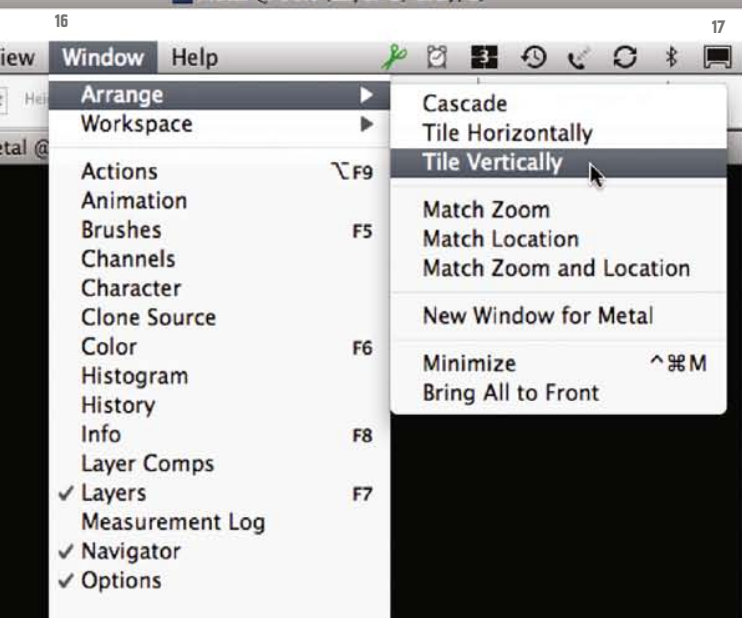 16
17
iew Window Help
3
Hei
etal @
Arrange
Workspace
Actions ⌥F9
Animation
Brushes F5
Channels
Character
Clone Source
Color F6
Histogram
History
Info F8
Layer Comps
✓ Layers F7
Measurement Log
✓ Navigator
✓ Options
Cascade
Tile Horizontally
Tile Vertically
Match Zoom
Match Location
Match Zoom and Location
New Window for Metal
Minimize ^⌘M
Bring All to Front